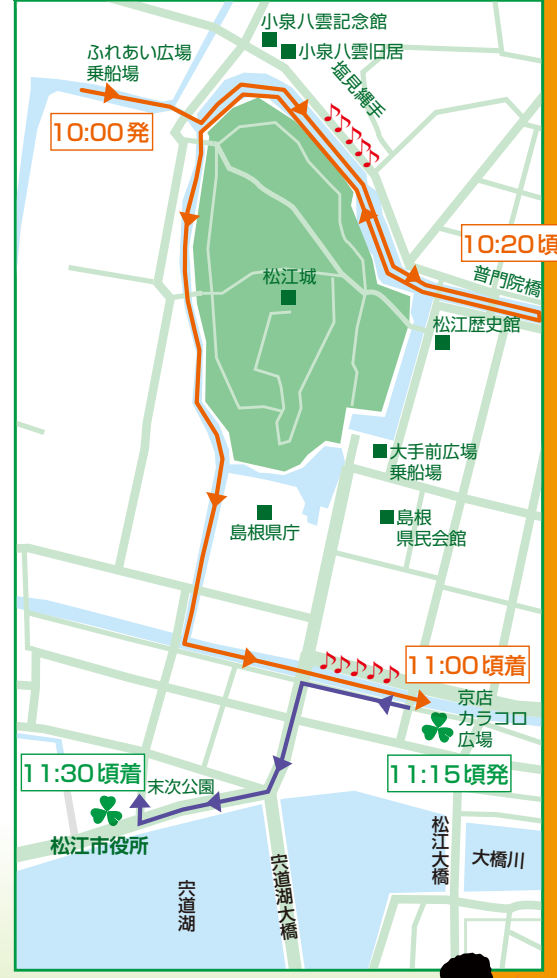 小泉八雲記念館
小泉八雲旧居
ふれあい広場
乗船場
塩見縄手
10:00発
10:20頃
普門院橋
松江城
松江歴史館
大手前広場
乗船場
島根県庁
島根
県民会館
11:00頃着
京店
カラコロ
広場
11:30頃着
末次公園
11:15頃発
松江市役所
松江大橋
大橋川
宍道湖
宍道湖大橋